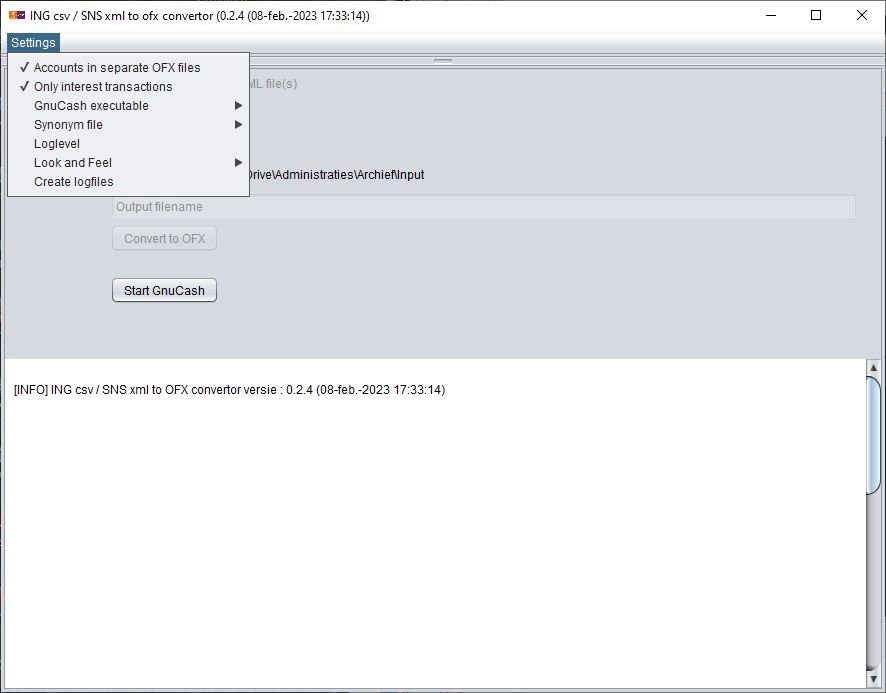 ING csv / SNS xml to ofx convertor (0.2.4 (08-feb.-2023 17:33:14))
Settings
Accounts in separate OFX files
ML file(s)
Only interest transactions
GnuCash executable
Synonym file
Loglevel
Look and Feel
Drive\Administraties\Archief\Input
Create logfiles
Output filename
Convert to OFX
Start GnuCash
[INFO] ING csv / SNS xml to OFX convertor versie : 0.2.4 (08-feb.-2023 17:33:14)